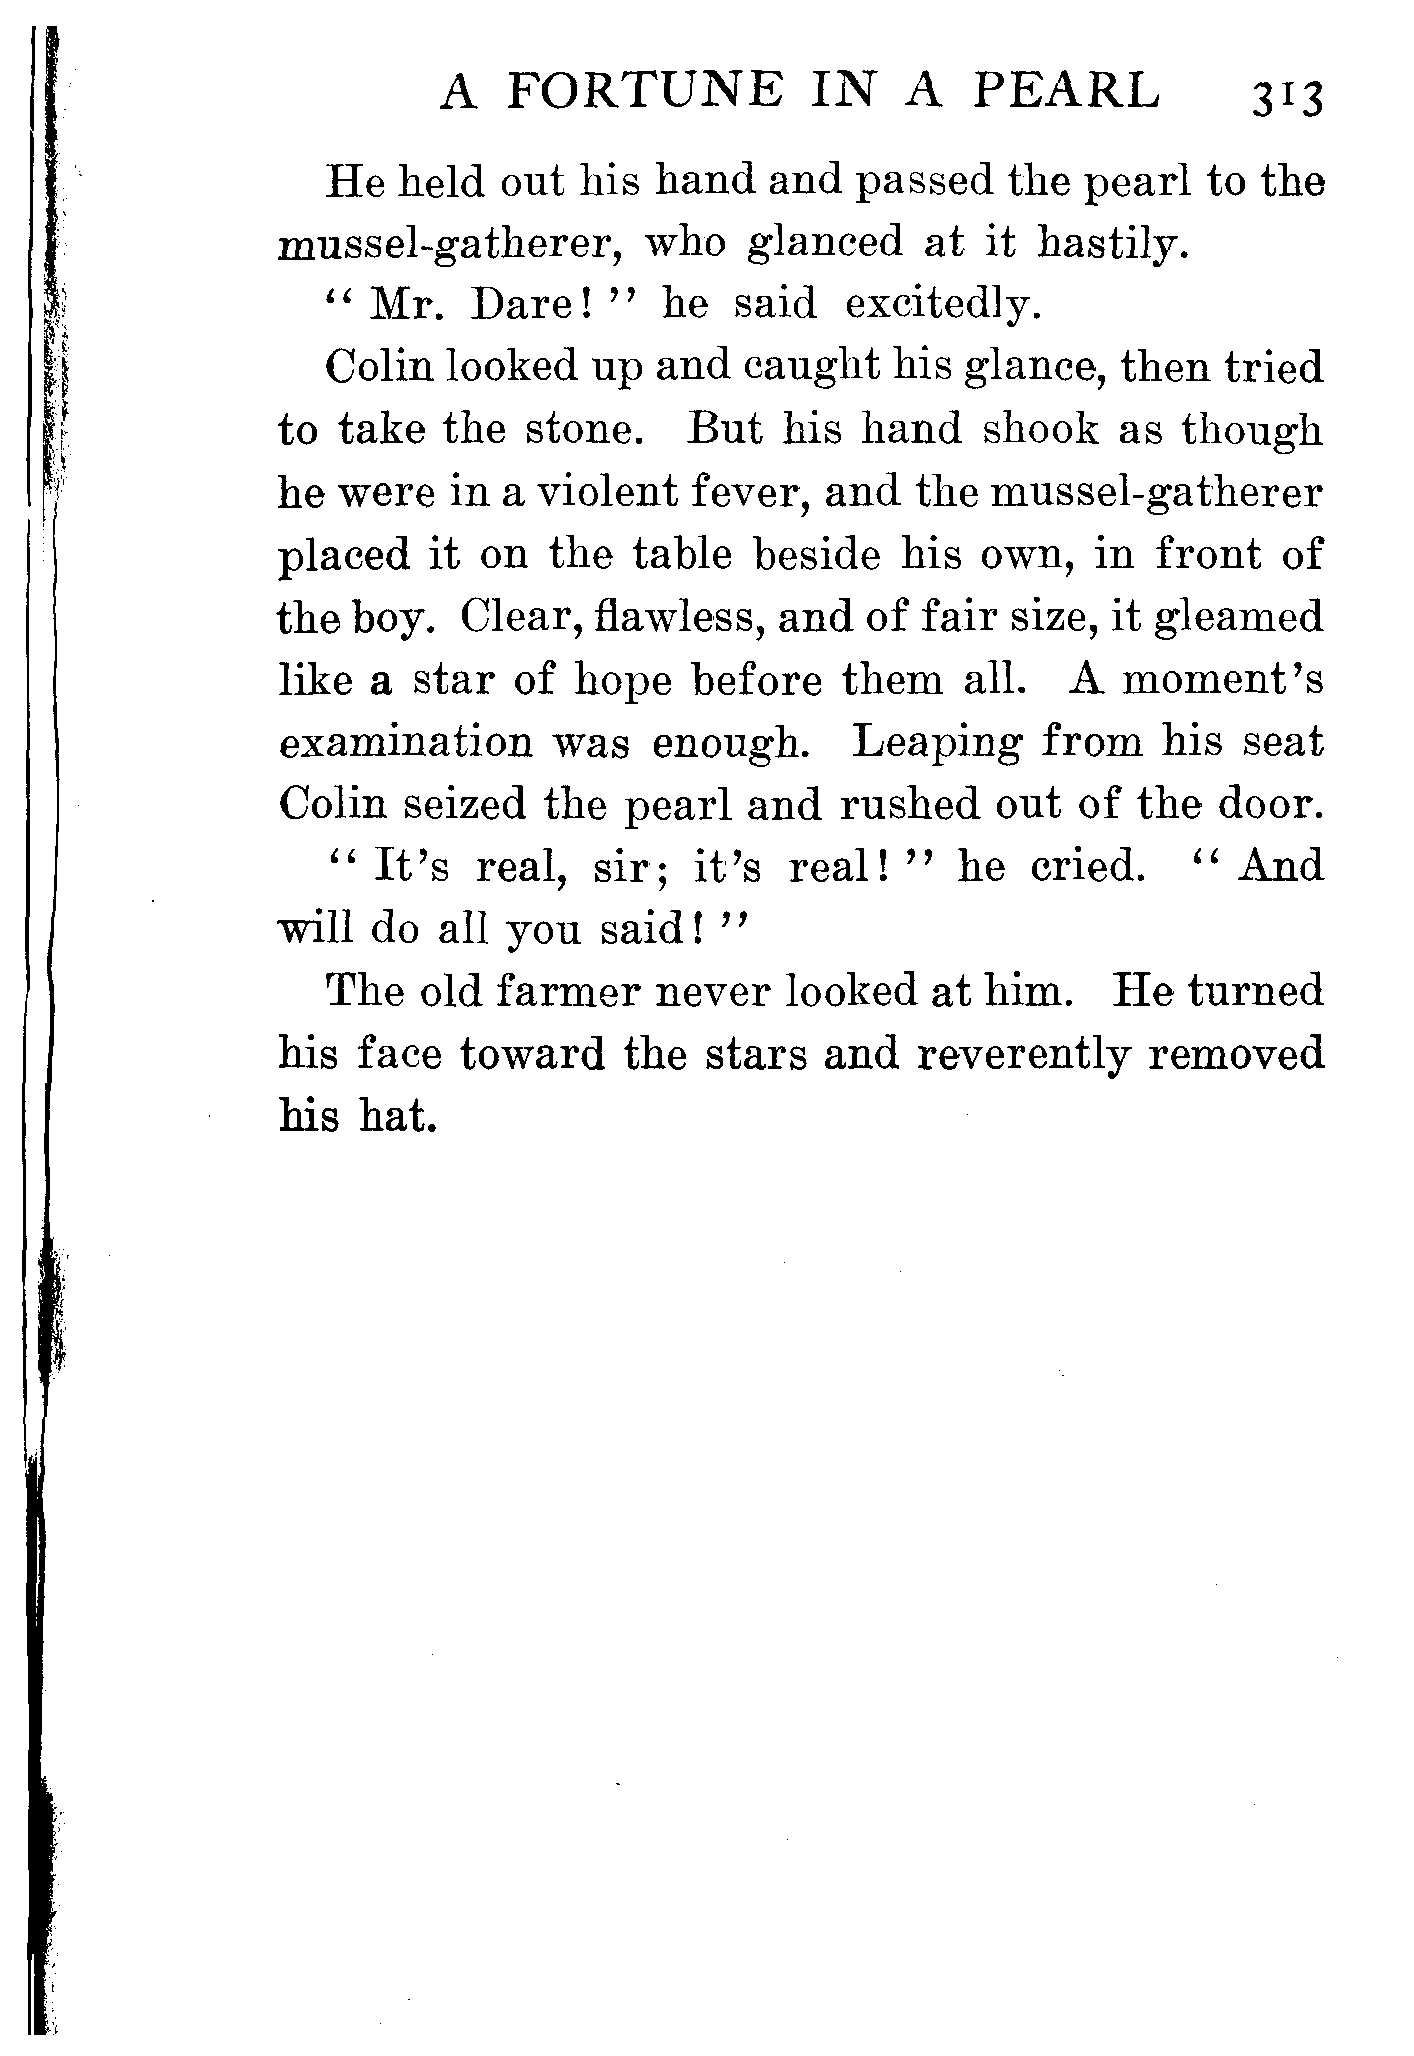 A FORTUNE IN A PEARL 313
He held out his hand and passed the pearl to the
mussel-gatherer, who glanced at it hastily.
“ Mr. Dare! ” he said excitedly.
Colin looked up and caught his glance, then tried
to take the stone. But his hand shook as though
he were in a violent fever, and the mussel-gatherer
placed it on the table beside his own, in front of
the boy. Clear, flawless, and of fair size, it gleamed
like a star of hope before them all. A moment’s
examination was enough. Leaping from his seat
Colin seized the pearl and rushed out of the door.
“ It’s real, sir; it’s real! ” he cried. “ And
will do all you said! ”
The old farmer never looked at him. He turned
his face toward the stars and reverently removed
his hat.